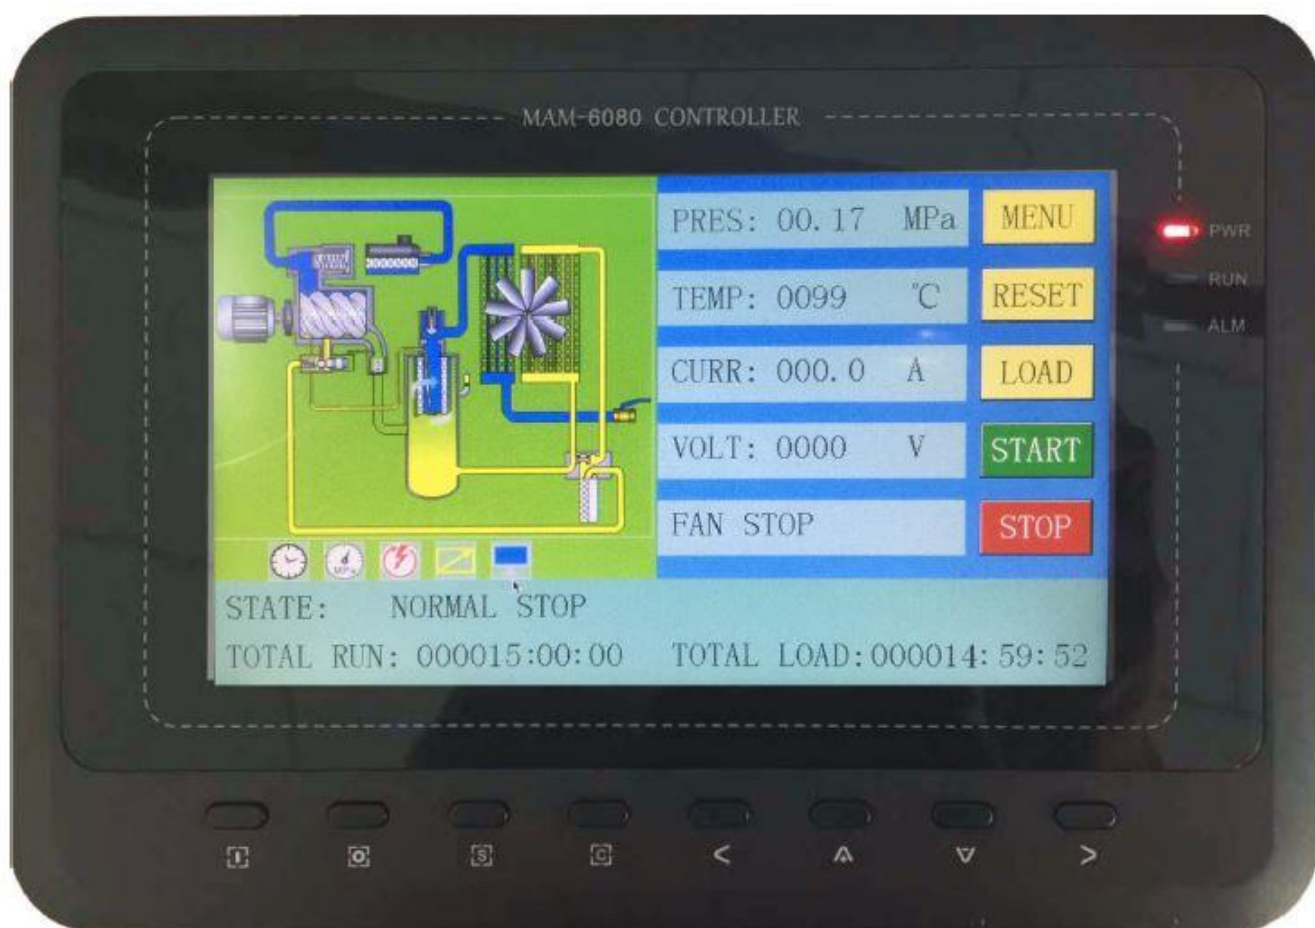 MAM-6080 CONTROLLER
PRES: 00.17 MPa
MENU
TEMP: 0099 ℃
RESET
CURR: 000.0 A
LOAD
VOLT: 0000 V
START
FAN STOP
STOP
PWR
RUN
ALM
MPa
STATE: NORMAL STOP
TOTAL RUN: 000015:00:00 TOTAL LOAD:000014:59:52
I O S C < ∧ ∨ >